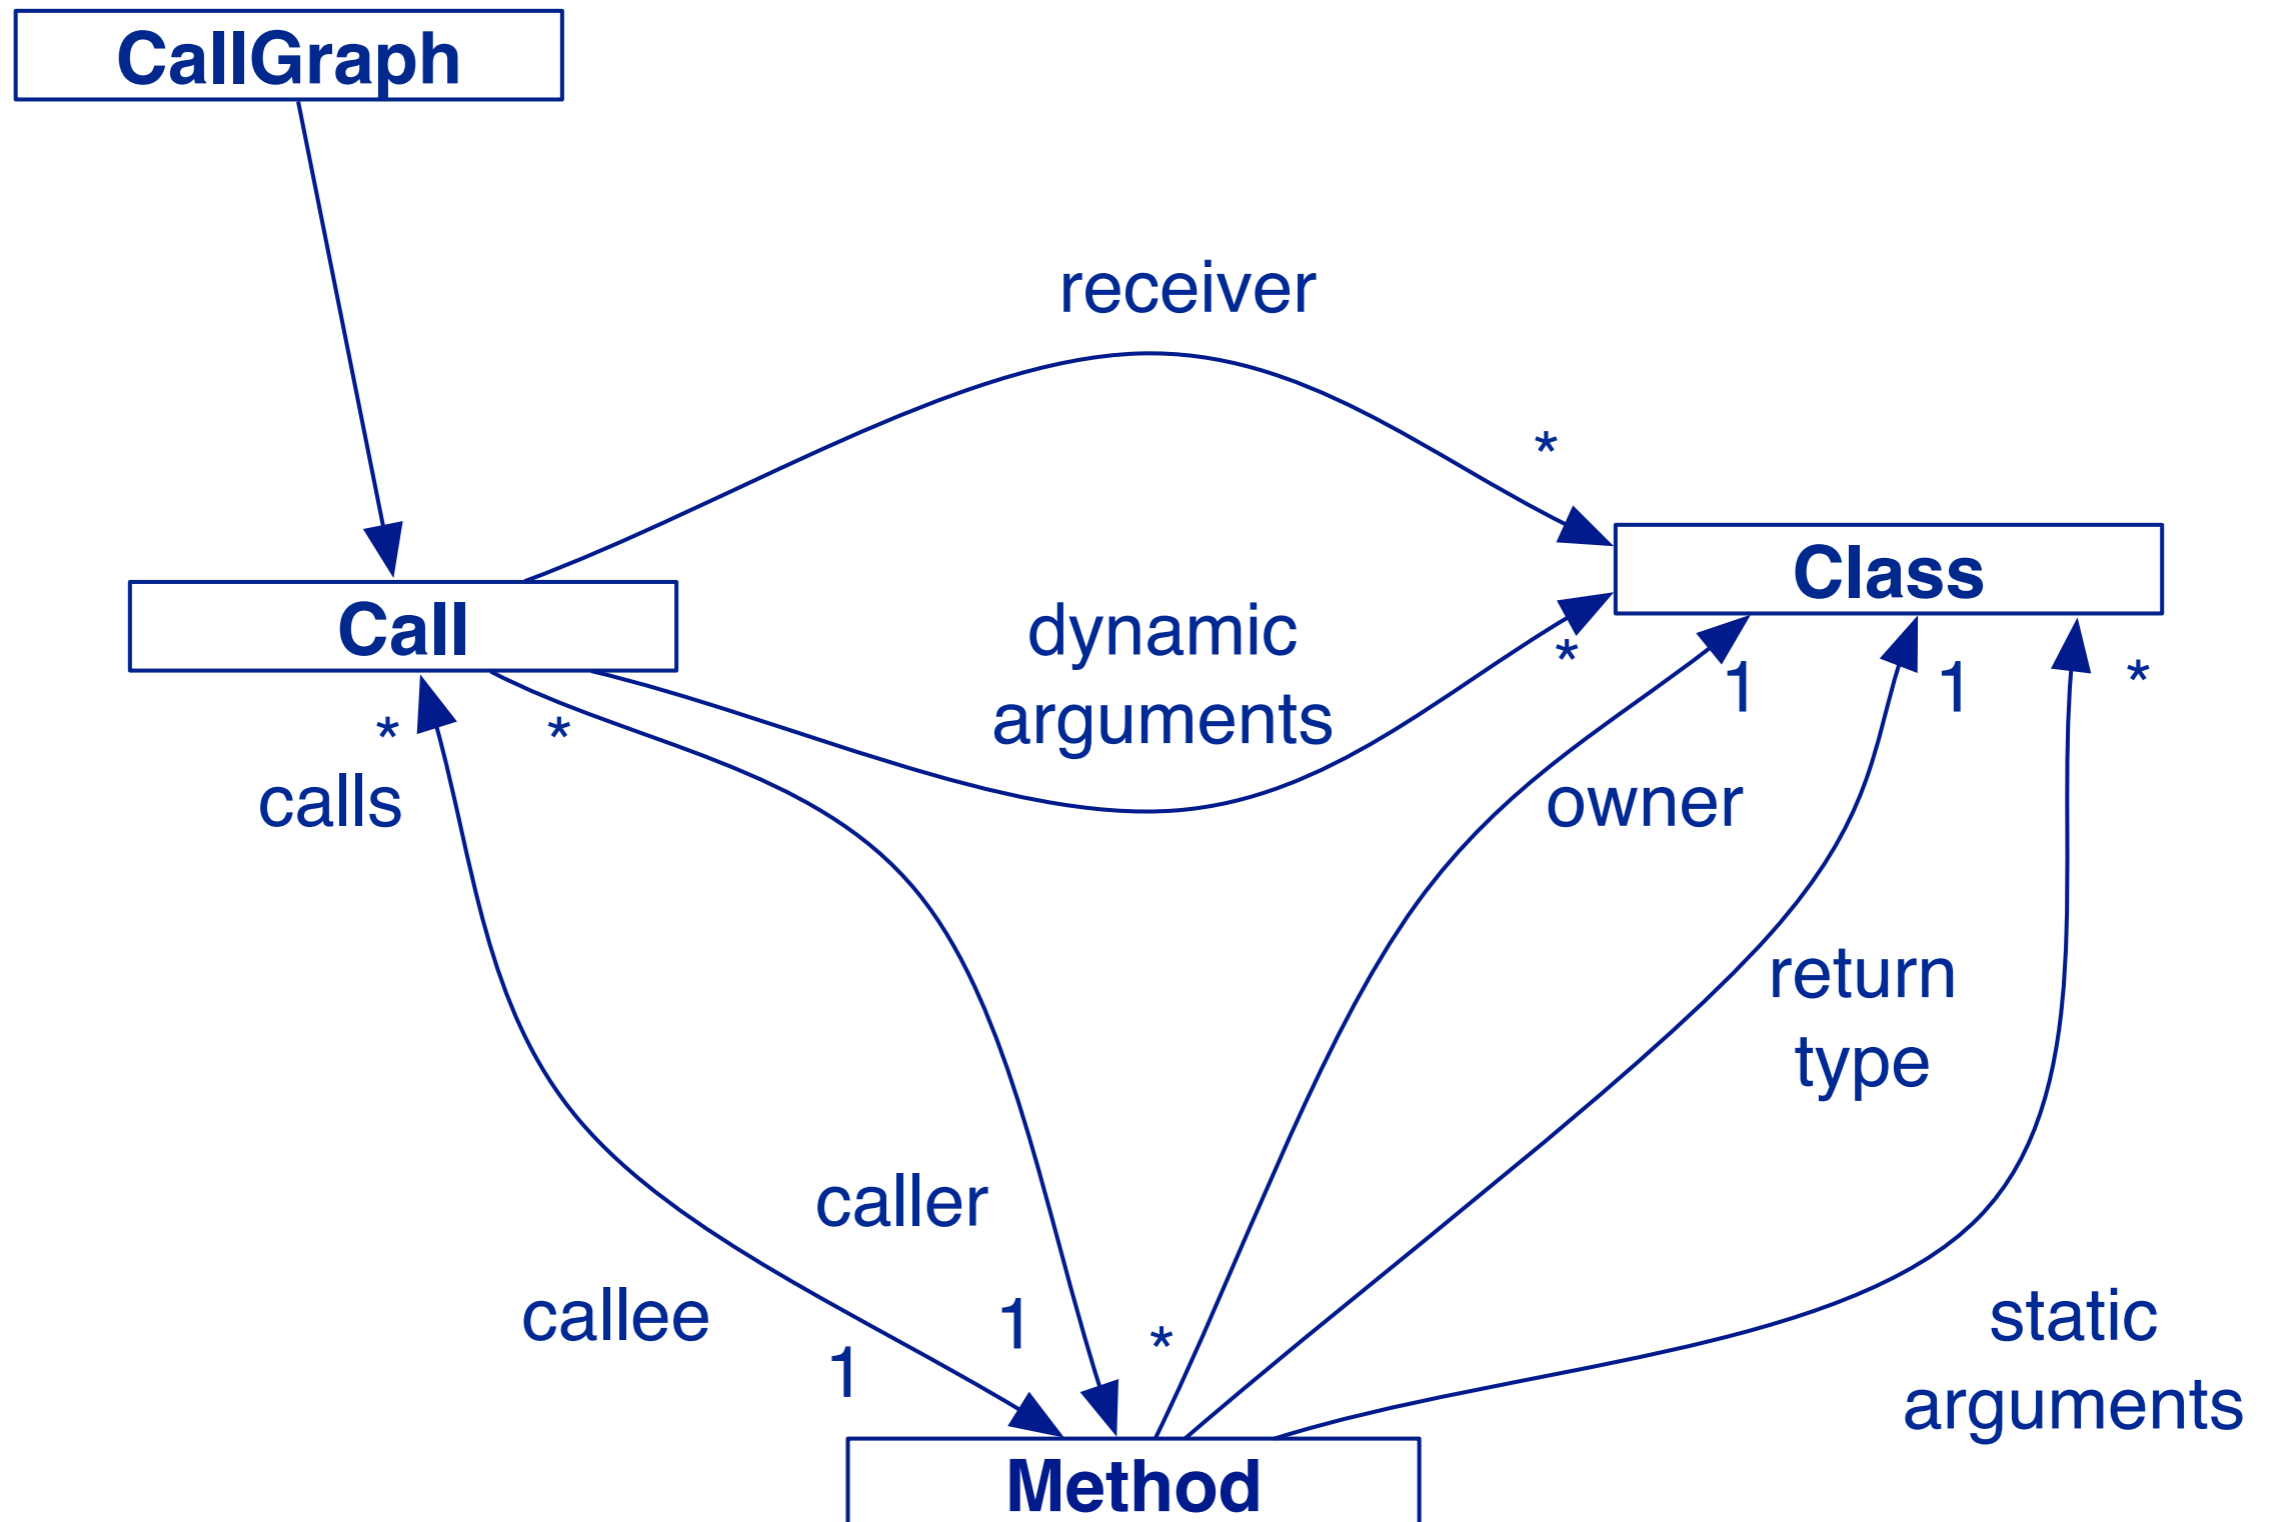 CallGraph
receiver
*
Class
Call
dynamic
arguments
*
1
1
*
*
*
calls
owner
return
type
caller
callee
1
1
*
static
arguments
Method